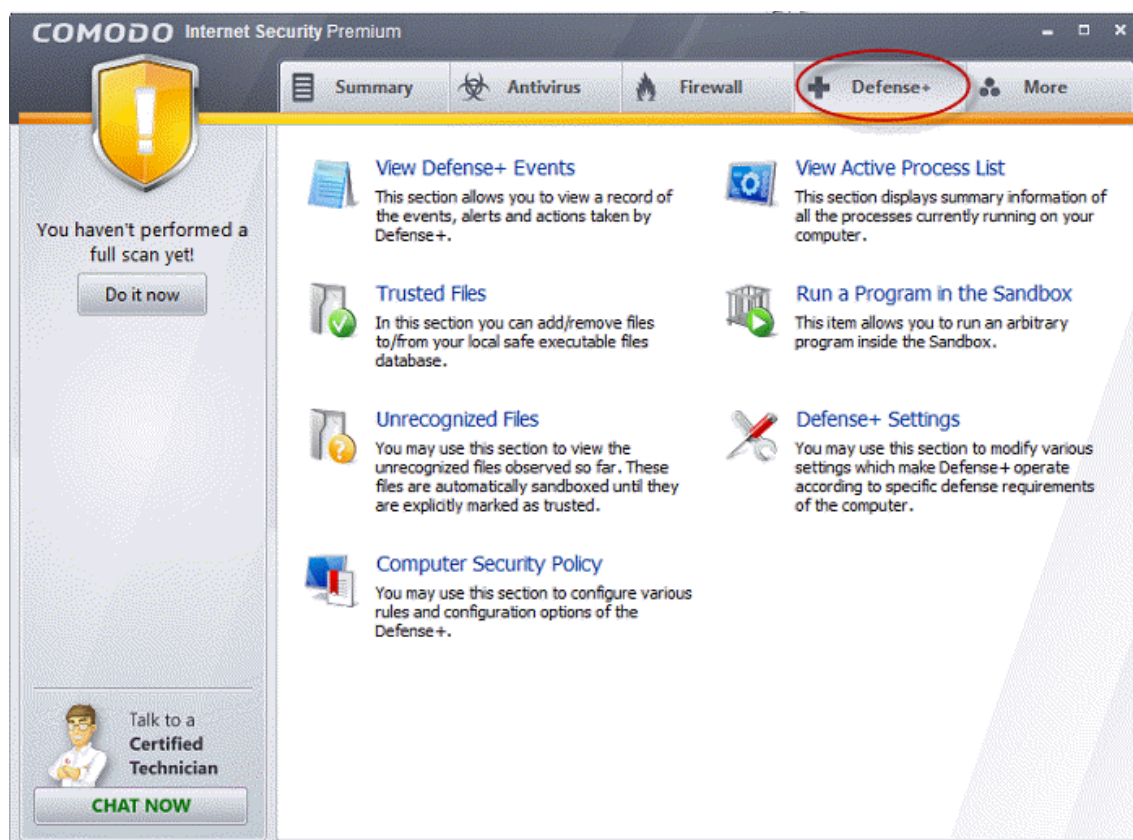 COMODO Internet Security Premium
Summary
Antivirus
Firewall
Defense+
More
You haven't performed a
full scan yet!
Do it now
View Defense+ Events
This section allows you to view a record of
the events, alerts and actions taken by
Defense+.
View Active Process List
This section displays summary information of
all the processes currently running on your
computer.
Trusted Files
In this section you can add/remove files
to/from your local safe executable files
database.
Run a Program in the Sandbox
This item allows you to run an arbitrary
program inside the Sandbox.
Unrecognized Files
You may use this section to view the
unrecognized files observed so far. These
files are automatically sandboxed until they
are explicitly marked as trusted.
Defense+ Settings
You may use this section to modify various
settings which make Defense+ operate
according to specific defense requirements
of the computer.
Computer Security Policy
You may use this section to configure various
rules and configuration options of the
Defense+.
Talk to a
Certified
Technician
CHAT NOW